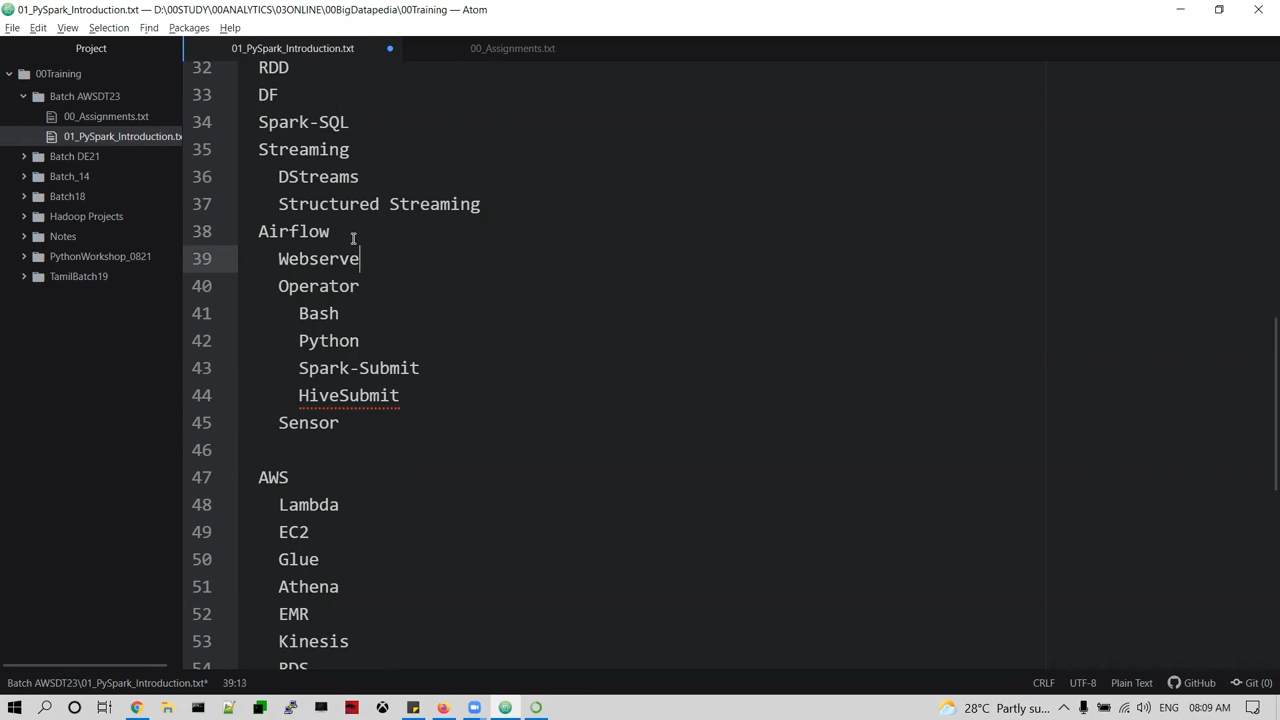 01_PySpark_Introduction.txt — D:\00STUDY\00ANALYTICS\03ONLINE\00BigDatapedia\00Training — Atom
File Edit View Selection Find Packages Help
Project
01_PySpark_Introduction.txt
00_Assignments.txt
00Training
Batch AWSDT23
00_Assignments.txt
01_PySpark_Introduction.tx
Batch DE21
Batch_14
Batch18
Hadoop Projects
Notes
PythonWorkshop_0821
TamilBatch19
32 RDD
33 DF
34 Spark-SQL
35 Streaming
36 DStreams
37 Structured Streaming
38 Airflow
39 Webserve
40 Operator
41 Bash
42 Python
43 Spark-Submit
44 HiveSubmit
45 Sensor
46
47 AWS
48 Lambda
49 EC2
50 Glue
51 Athena
52 EMR
53 Kinesis
54 RDS
Batch AWSDT23\01_PySpark_Introduction.txt* 39:13
CRLF UTF-8 Plain Text GitHub Git (0)
28°C Partly su... ENG 08:09 AM